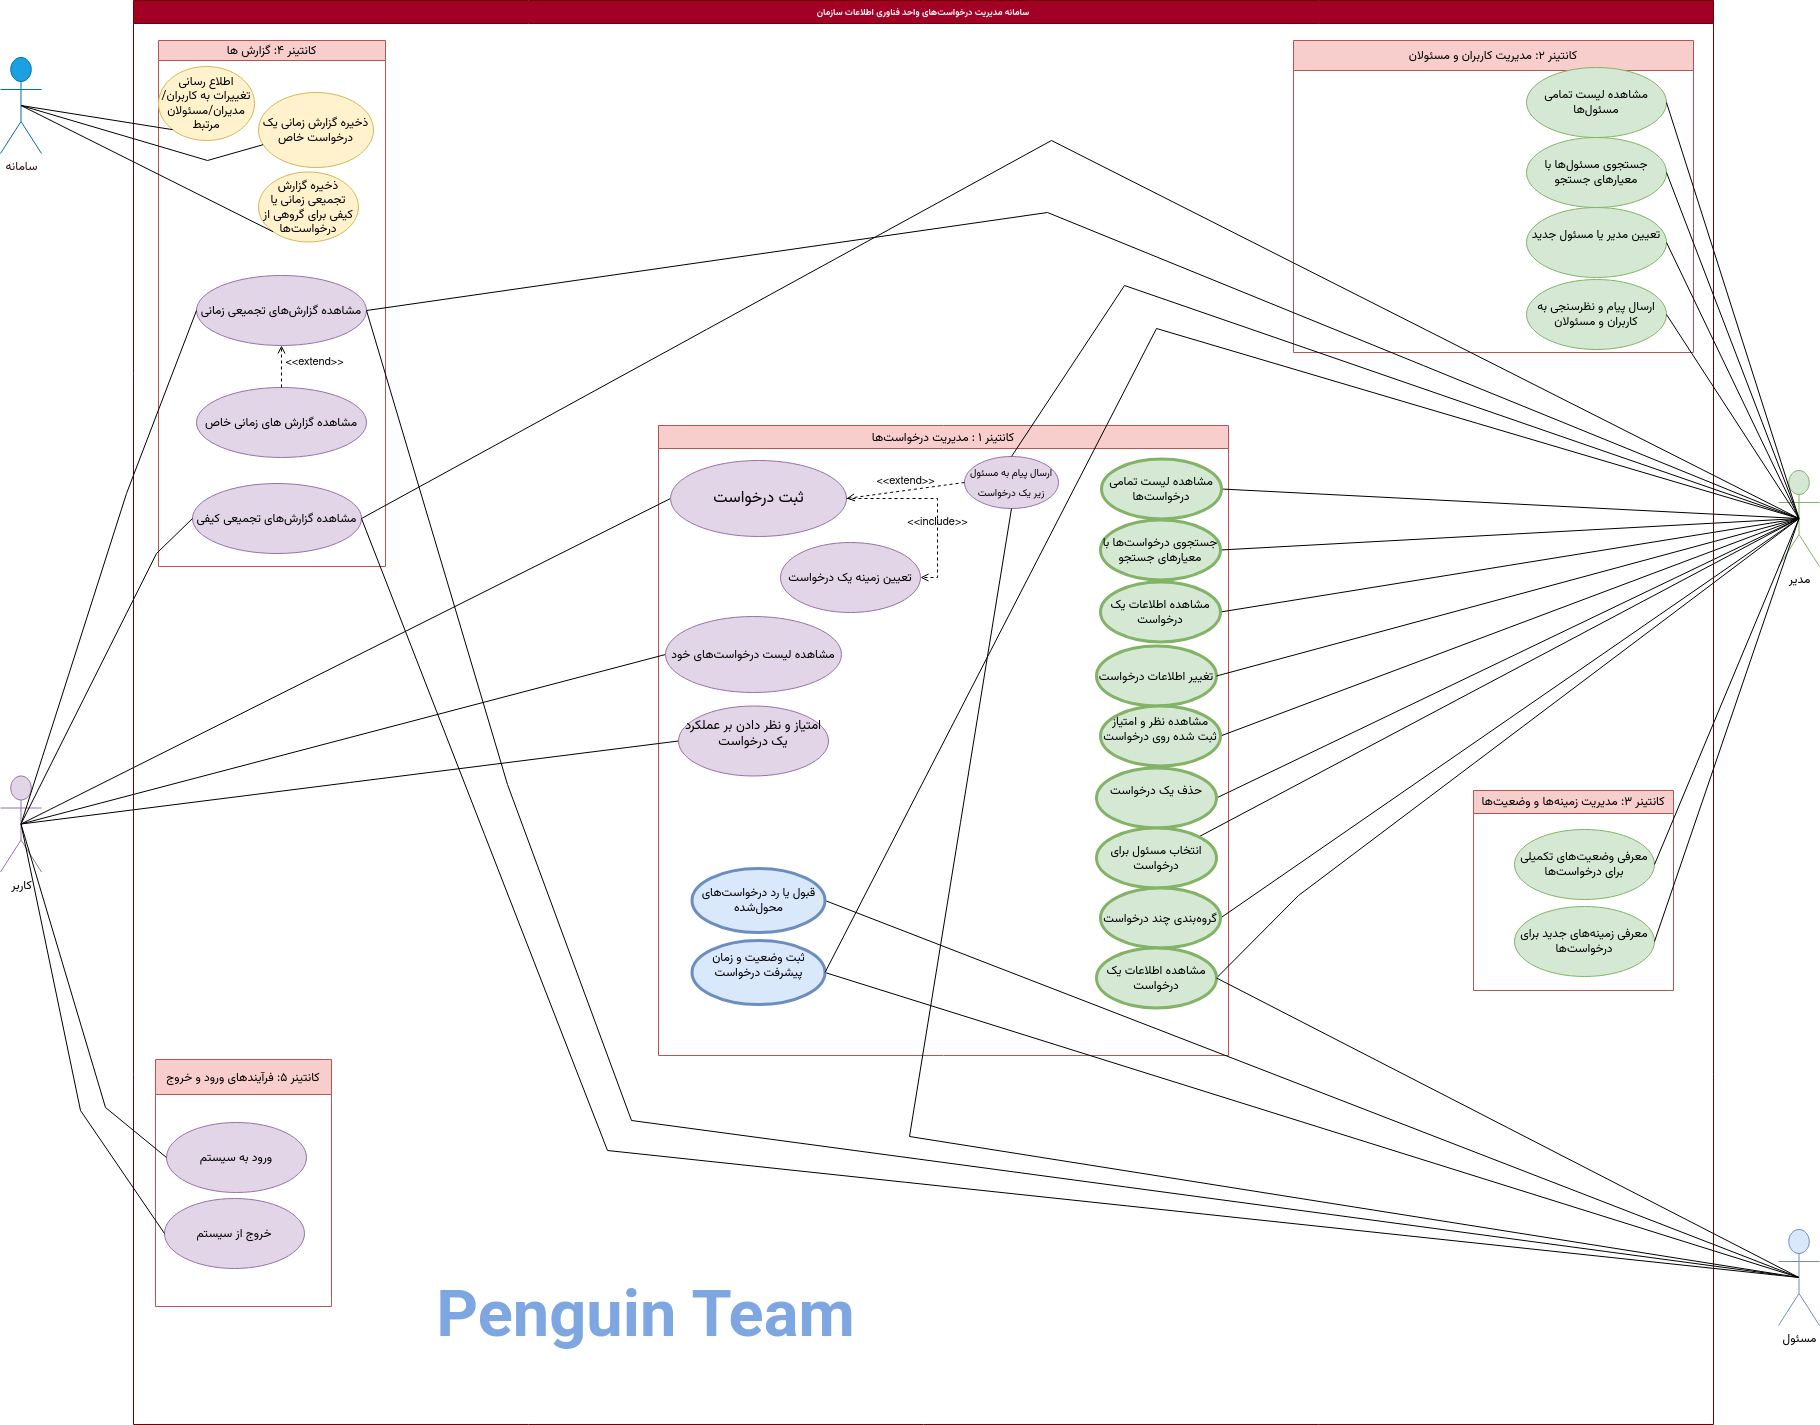 سامانه مدیریت درخواست‌های واحد فناوری اطلاعات سازمان
کانتینر ۴: گزارش ها
اطلاع رسانی
تغییرات به کاربران/
مدیران/مسئولان
مرتبط
ذخیره گزارش زمانی یک
درخواست خاص
ذخیره گزارش
تجمیعی زمانی یا
کیفی برای گروهی از
درخواست‌ها
مشاهده گزارش‌های تجمیعی زمانی
<<extend>>
مشاهده گزارش های زمانی خاص
مشاهده گزارش‌های تجمیعی کیفی
سامانه
کانتینر ۲: مدیریت کاربران و مسئولان
مشاهده لیست تمامی
مسئول‌ها
جستجوی مسئول‌ها با
معیارهای جستجو
تعیین مدیر یا مسئول جدید
ارسال پیام و نظرسنجی به
کاربران و مسئولان
مدیر
کانتینر ۱ : مدیریت درخواست‌ها
ثبت درخواست
<<extend>>
ارسال پیام به مسئول
زیر یک درخواست
<<include>>
تعیین زمینه یک درخواست
مشاهده لیست درخواست‌های خود
امتیاز و نظر دادن بر عملکرد
یک درخواست
قبول یا رد درخواست‌های
محول‌شده
ثبت وضعیت و زمان
پیشرفت درخواست
مشاهده لیست تمامی
درخواست‌ها
جستجوی درخواست‌ها با
معیارهای جستجو
مشاهده اطلاعات یک
درخواست
تغییر اطلاعات درخواست
مشاهده نظر و امتیاز
ثبت شده روی درخواست
حذف یک درخواست
انتخاب مسئول برای
درخواست
گروه‌بندی چند درخواست
مشاهده اطلاعات یک
درخواست
کانتینر ۳: مدیریت زمینه‌ها و وضعیت‌ها
معرفی وضعیت‌های تکمیلی
برای درخواست‌ها
معرفی زمینه‌های جدید برای
درخواست‌ها
کاربر
کانتینر ۵: فرآیندهای ورود و خروج
ورود به سیستم
خروج از سیستم
مسئول
Penguin Team